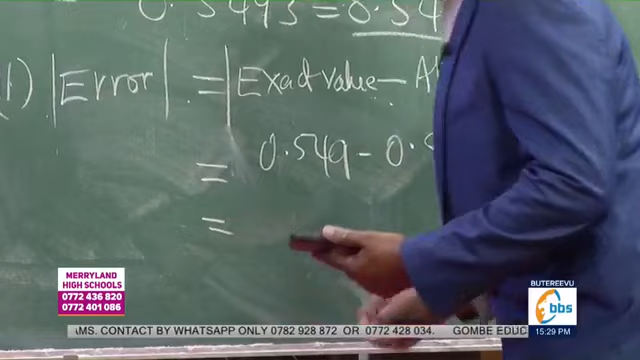 0.5493 = 0.54
1) |Error| = |Exact value - A
= 0.549 - 0.
=
MERRYLAND
HIGH SCHOOLS
0772 436 820
0772 401 086
BUTEREEVU
bbs
15:29 PM
AMS. CONTACT BY WHATSAPP ONLY 0782 928 872 OR 0772 428 034. GOMBE EDUC